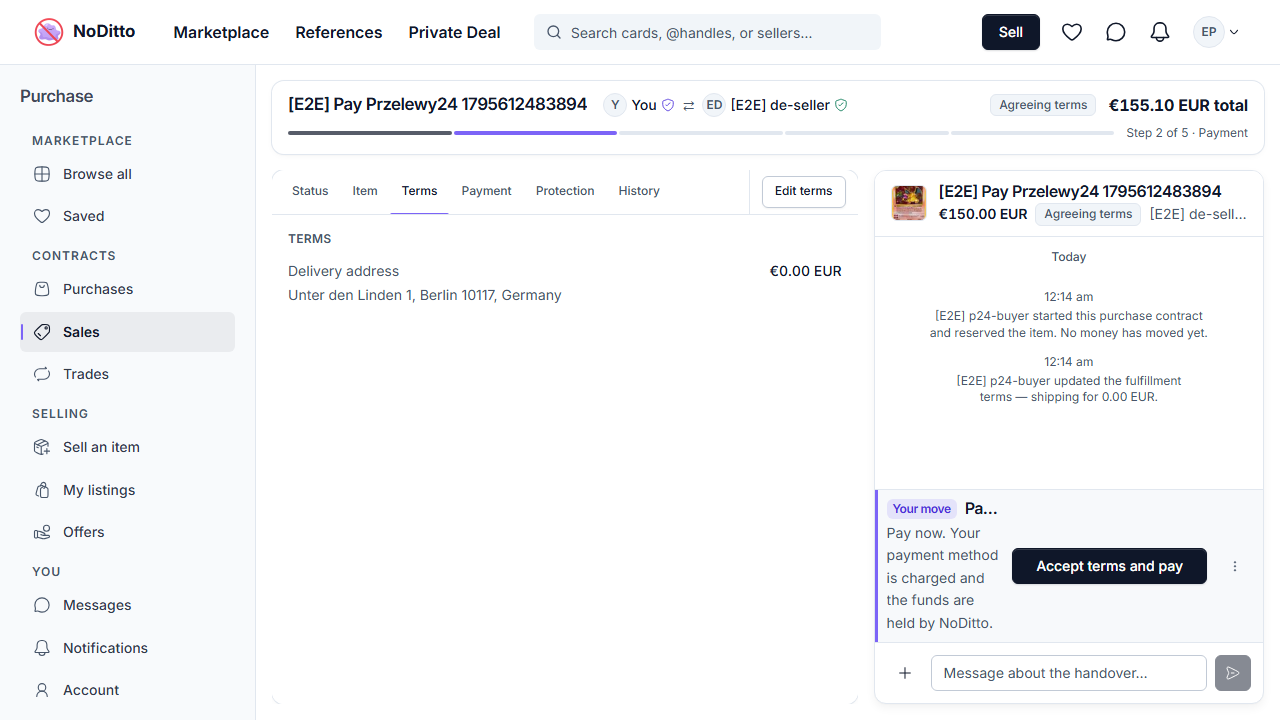 NoDitto
Marketplace
References
Private Deal
Search cards, @handles, or sellers...
Sell
EP
Purchase
MARKETPLACE
Browse all
Saved
CONTRACTS
Purchases
Sales
Trades
SELLING
Sell an item
My listings
Offers
YOU
Messages
Notifications
Account
[E2E] Pay Przelewy24 1795612483894
Y You ⇄ ED [E2E] de-seller
Agreeing terms €155.10 EUR total
Step 2 of 5 · Payment
Status Item Terms Payment Protection History
Edit terms
TERMS
Delivery address €0.00 EUR
Unter den Linden 1, Berlin 10117, Germany
[E2E] Pay Przelewy24 1795612483894
€150.00 EUR Agreeing terms [E2E] de-sell...
Today
12:14 am
[E2E] p24-buyer started this purchase contract
and reserved the item. No money has moved yet.
12:14 am
[E2E] p24-buyer updated the fulfillment
terms — shipping for 0.00 EUR.
Your move Pa...
Pay now. Your
payment method
is charged and
the funds are
held by NoDitto.
Accept terms and pay
Message about the handover...